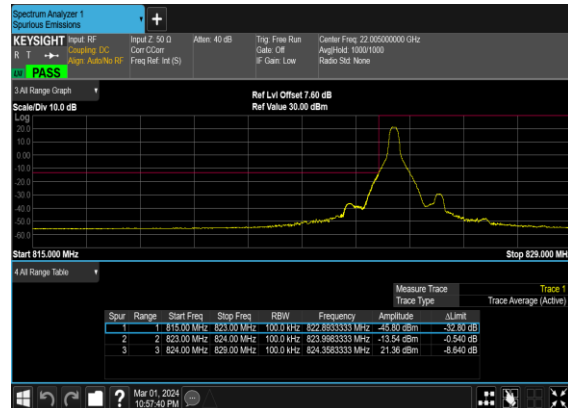 Spectrum Analyzer 1
Spurious Emissions
KEYSIGHT Input: RF Input Z: 50 Ω Atten: 40 dB Trig: Free Run Center Freq: 22.005000000 GHz
R T Coupling: DC Corr CCorr Gate: Off Avg|Hold: 1000/1000
Align: Auto/No RF Freq Ref: Int (S) IF Gain: Low Radio Std: None
PASS
3 All Range Graph Ref Lvl Offset 7.60 dB
Scale/Div 10.0 dB Ref Value 30.00 dBm
Log
20.0
10.0
0.00
-10.0
-20.0
-30.0
-40.0
-50.0
-60.0
Start 815.000 MHz Stop 829.000 MH
4 All Range Table
Measure Trace Trace 1
Trace Type Trace Average (Active)
Spur Range Start Freq Stop Freq RBW Frequency Amplitude ΔLimit
1 1 815.00 MHz 823.00 MHz 100.0 kHz 822.8933333 MHz -45.80 dBm -32.80 dB
2 2 823.00 MHz 824.00 MHz 100.0 kHz 823.9983333 MHz -13.54 dBm -0.540 dB
3 3 824.00 MHz 829.00 MHz 100.0 kHz 824.3583333 MHz 21.36 dBm -8.640 dB
? Mar 01, 2024
10:57:40 PM